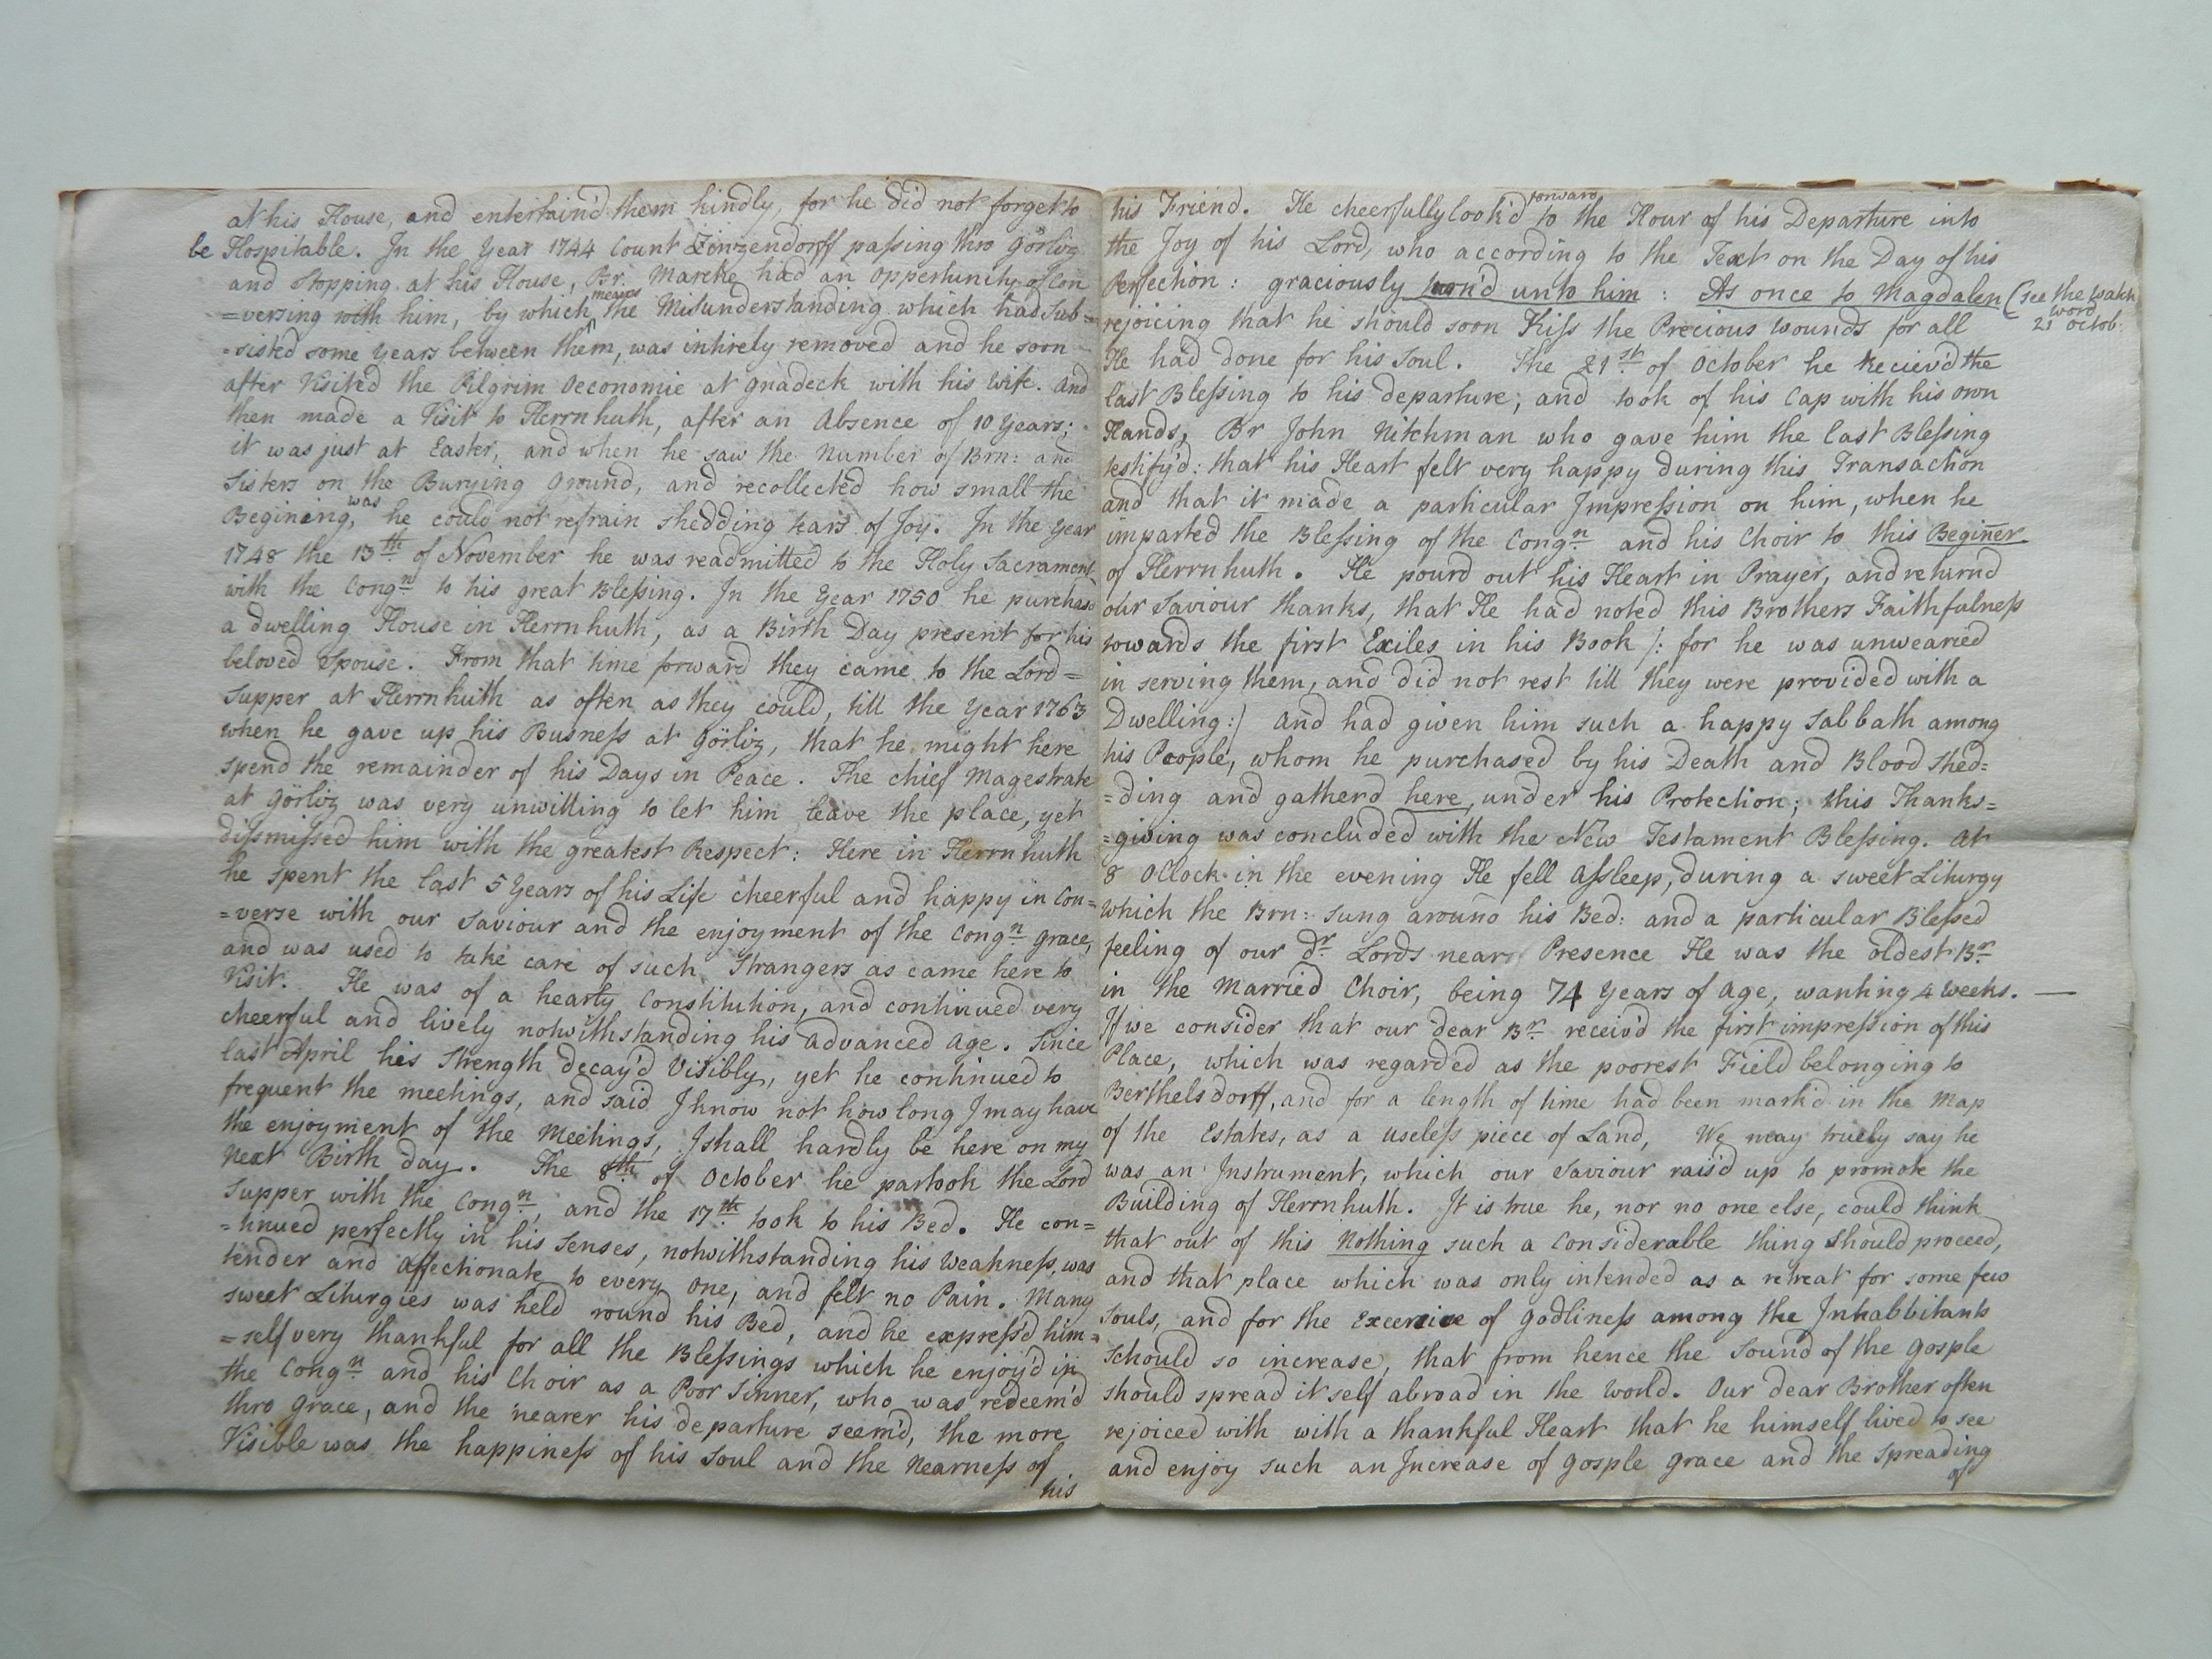 at his House, and entertain'd them kindly, for he did not forget to
be Hospitable. In the Year 1744 Count Zinzendorff paſsing thro Görliz
and stopping at his House, Br. Marche had an oppertunity of Con
=versing with him, by which means the Misunderstanding which had Sub=
=sisted some Years between them, was intirely removed and he soon
after Visited the Pilgrim Oeconomie at Gnadeck with his Wife. And
then made a Visit to Herrnhuth, after an Absence of 10 Years;
it was just at Easter, and when he saw the Number of Brn: and
Sisters on the Burying Ground, and recollected how small the
Begining was, he could not refrain shedding tears of Joy. In the Year
1748 the 13th of November he was readmitted to the Holy Sacrament
with the Congn to his great Bleſsing. In the Year 1750 he purchasd
a dwelling House in Herrnhuth, as a Birth Day present for his
beloved Spouse. From that time forward they came to the Lord=
Supper at Herrnhuth as often as they could, till the Year 1763
when he gave up his Busneſs at Görliz, that he might here
spend the remainder of his Days in Peace. The chief Magestrate
at Görliz was very unwilling to let him leave the place, yet
diſsmiſsed him with the greatest Respect: Here in Herrnhuth
he spent the last 5 Years of his Life cheerful and happy in Con=
=verse with our Saviour and the enjoyment of the Congn grace,
and was used to take care of such Strangers as came here to
Visit. He was of a hearty Constitution, and continued very
cheerful and lively notwithstanding his advanced Age. Since
last April his Strength decay'd Visibly, yet he continued to
frequent the meetings, and said I know not how long I may have
the enjoyment of the Meetings, I shall hardly be here on my
Next Birth day. The 8th of October he partook the Lord
Supper with the Congn, and the 17th took to his Bed. He con=
=tinued perfectly in his Senses, notwithstanding his Weakneſs, was
tender and affectionate to every one, and felt no Pain. Many
sweet Liturgies was held round his Bed, and he expreſs'd him=
=self very thankful for all the Bleſsings which he enjoy'd in
the Congn and his Choir as a Poor Sinner, who was redeem'd
thro Grace, and the nearer his departure seem'd, the more
Visible was the happineſs of his Soul and the Nearneſs of
his
his Friend. He cheerfully look'd forward to the Hour of his Departure into
the Joy of his Lord, who according to the Text on the Day of his
Perfection: graciously turn'd unto him: As once to Magdalen (see the watch
word
21 octob:
rejoicing that he should soon Kiſs the Precious Wounds for all
He had done for his Soul. The 21st of October he Reciev'd the
last Bleſsing to his departure; and took of his Cap with his own
Hands, Br John Nitchman who gave him the last Bleſsing
testify'd: that his Heart felt very happy during this Transaction
and that it made a particular Impreſsion on him, when he
imparted the Bleſsing of the Congn and his Choir to this Begiñer
of Herrnhuth. He pourd out his Heart in Prayer, and returnd
our Saviour thanks, that He had noted this Brothers Faithfulneſs
towards the first Exiles in his Book /: for he was unwearied
in serving them, and did not rest till they were provided with a
Dwelling :/ and had given him such a happy Sabbath among
his People, whom he purchased by his Death and Blood shed=
=ding and gatherd here, under his Protection; this Thanks=
=giving was concluded with the New Testament Bleſsing. At
8 OClock in the evening He fell Aſsleep, during a sweet Liturgy
which the Brn: sung around his Bed: and a particular Bleſsed
feeling of our dr Lords near Presence He was the oldest Br
in the Married Choir, being 74 Years of Age, wanting 4 weeks. —
If we consider that our dear Br receiv'd the first impreſsion of this
Place, which was regarded as the poorest Field belonging to
Berthelsdorff, and for a length of time had been mark'd in the Map
of the Estates, as a useleſs piece of Land, We may truely say he
was an Instrument, which our Saviour rais'd up to promote the
Building of Herrnhuth. It is true he, nor no one else, could think
that out of this Nothing such a considerable thing should proceed,
and that place which was only intended as a retreat for some few
Souls, and for the of Godlineſs among the Inhabbitants
schould so increase, that from hence the Sound of the Gosple
should spread it self abroad in the World. Our dear Brother often
rejoiced with with a thankful Heart that he himself lived to see
and enjoy such an Increase of Gosple Grace and the Spreading
of